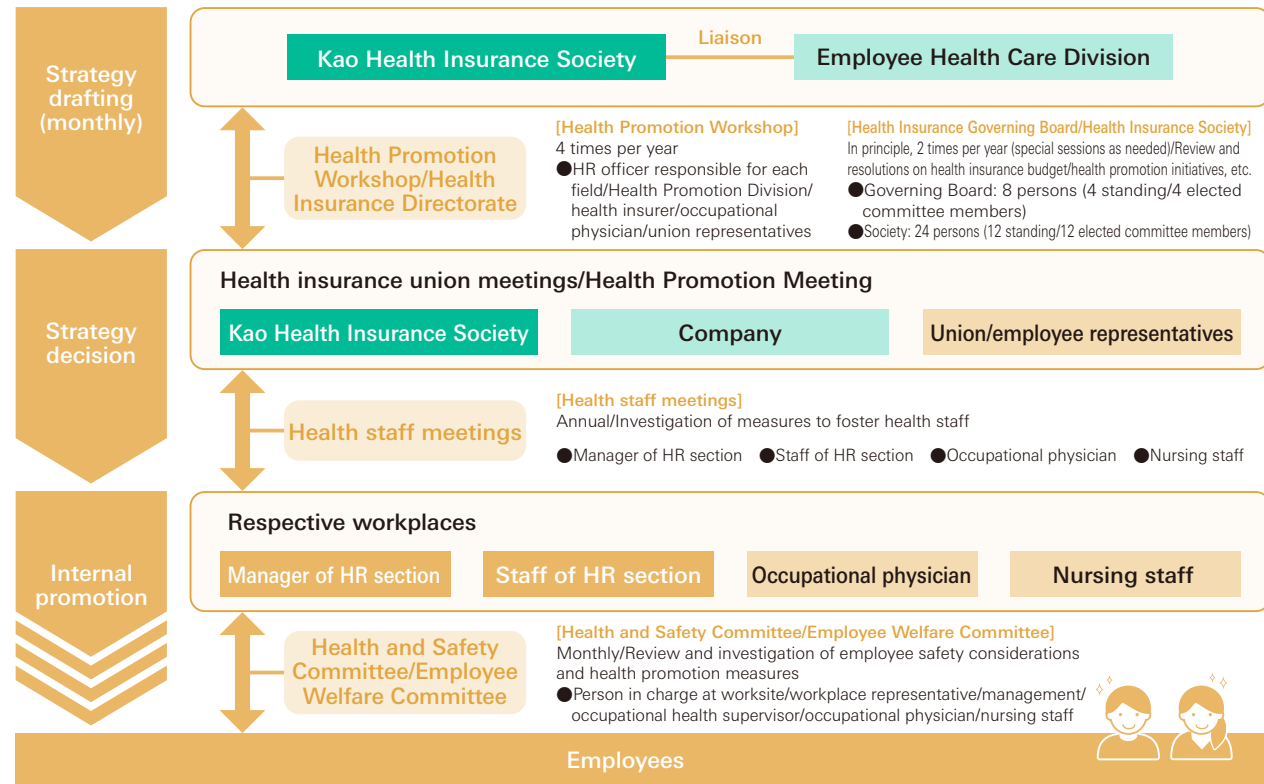 Strategy
drafting
(monthly)
Kao Health Insurance Society
Liaison
Employee Health Care Division
Health Promotion
Workshop/Health
Insurance Directorate
[Health Promotion Workshop]
4 times per year
●HR officer responsible for each
field/Health Promotion Division/
health insurer/occupational
physician/union representatives
[Health Insurance Governing Board/Health Insurance Society]
In principle, 2 times per year (special sessions as needed)/Review and
resolutions on health insurance budget/health promotion initiatives, etc.
●Governing Board: 8 persons (4 standing/4 elected
committee members)
●Society: 24 persons (12 standing/12 elected committee members)
Strategy
decision
Health insurance union meetings/Health Promotion Meeting
Kao Health Insurance Society
Company
Union/employee representatives
Health staff meetings
[Health staff meetings]
Annual/Investigation of measures to foster health staff
●Manager of HR section ●Staff of HR section ●Occupational physician ●Nursing staff
Internal
promotion
Respective workplaces
Manager of HR section
Staff of HR section
Occupational physician
Nursing staff
Health and Safety
Committee/Employee
Welfare Committee
[Health and Safety Committee/Employee Welfare Committee]
Monthly/Review and investigation of employee safety considerations
and health promotion measures
●Person in charge at worksite/workplace representative/management/
occupational health supervisor/occupational physician/nursing staff
Employees